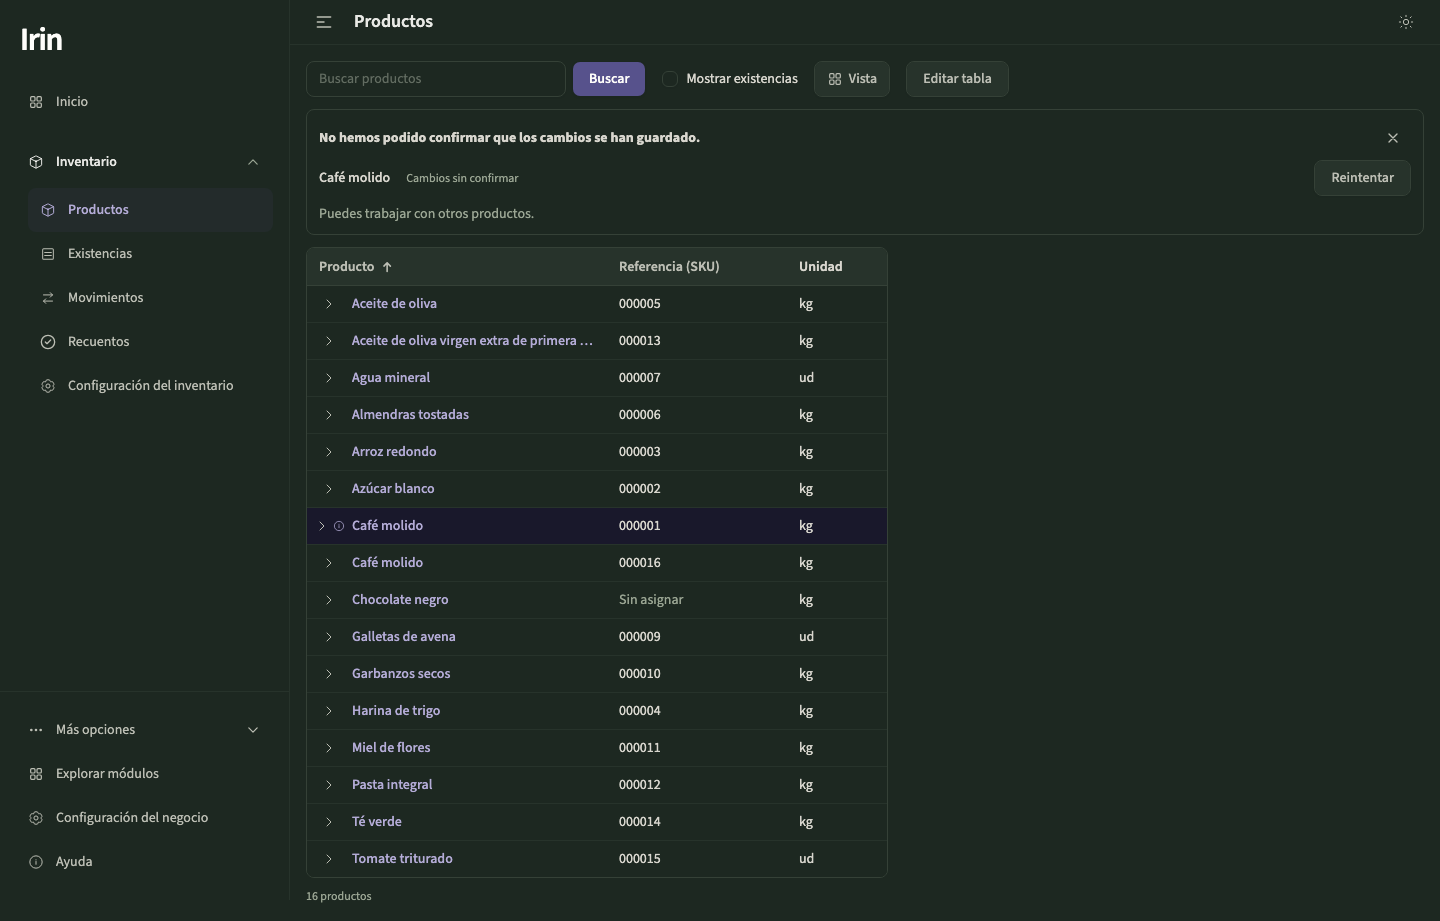 Irin
Inicio
Inventario
Productos
Existencias
Movimientos
Recuentos
Configuración del inventario
Más opciones
Explorar módulos
Configuración del negocio
Ayuda
Productos
Buscar productos Buscar Mostrar existencias Vista Editar tabla
No hemos podido confirmar que los cambios se han guardado.
Café molido Cambios sin confirmar Reintentar
Puedes trabajar con otros productos.
Producto Referencia (SKU) Unidad
Aceite de oliva 000005 kg
Aceite de oliva virgen extra de primera ... 000013 kg
Agua mineral 000007 ud
Almendras tostadas 000006 kg
Arroz redondo 000003 kg
Azúcar blanco 000002 kg
Café molido 000001 kg
Café molido 000016 kg
Chocolate negro Sin asignar kg
Galletas de avena 000009 ud
Garbanzos secos 000010 kg
Harina de trigo 000004 kg
Miel de flores 000011 kg
Pasta integral 000012 kg
Té verde 000014 kg
Tomate triturado 000015 ud
16 productos